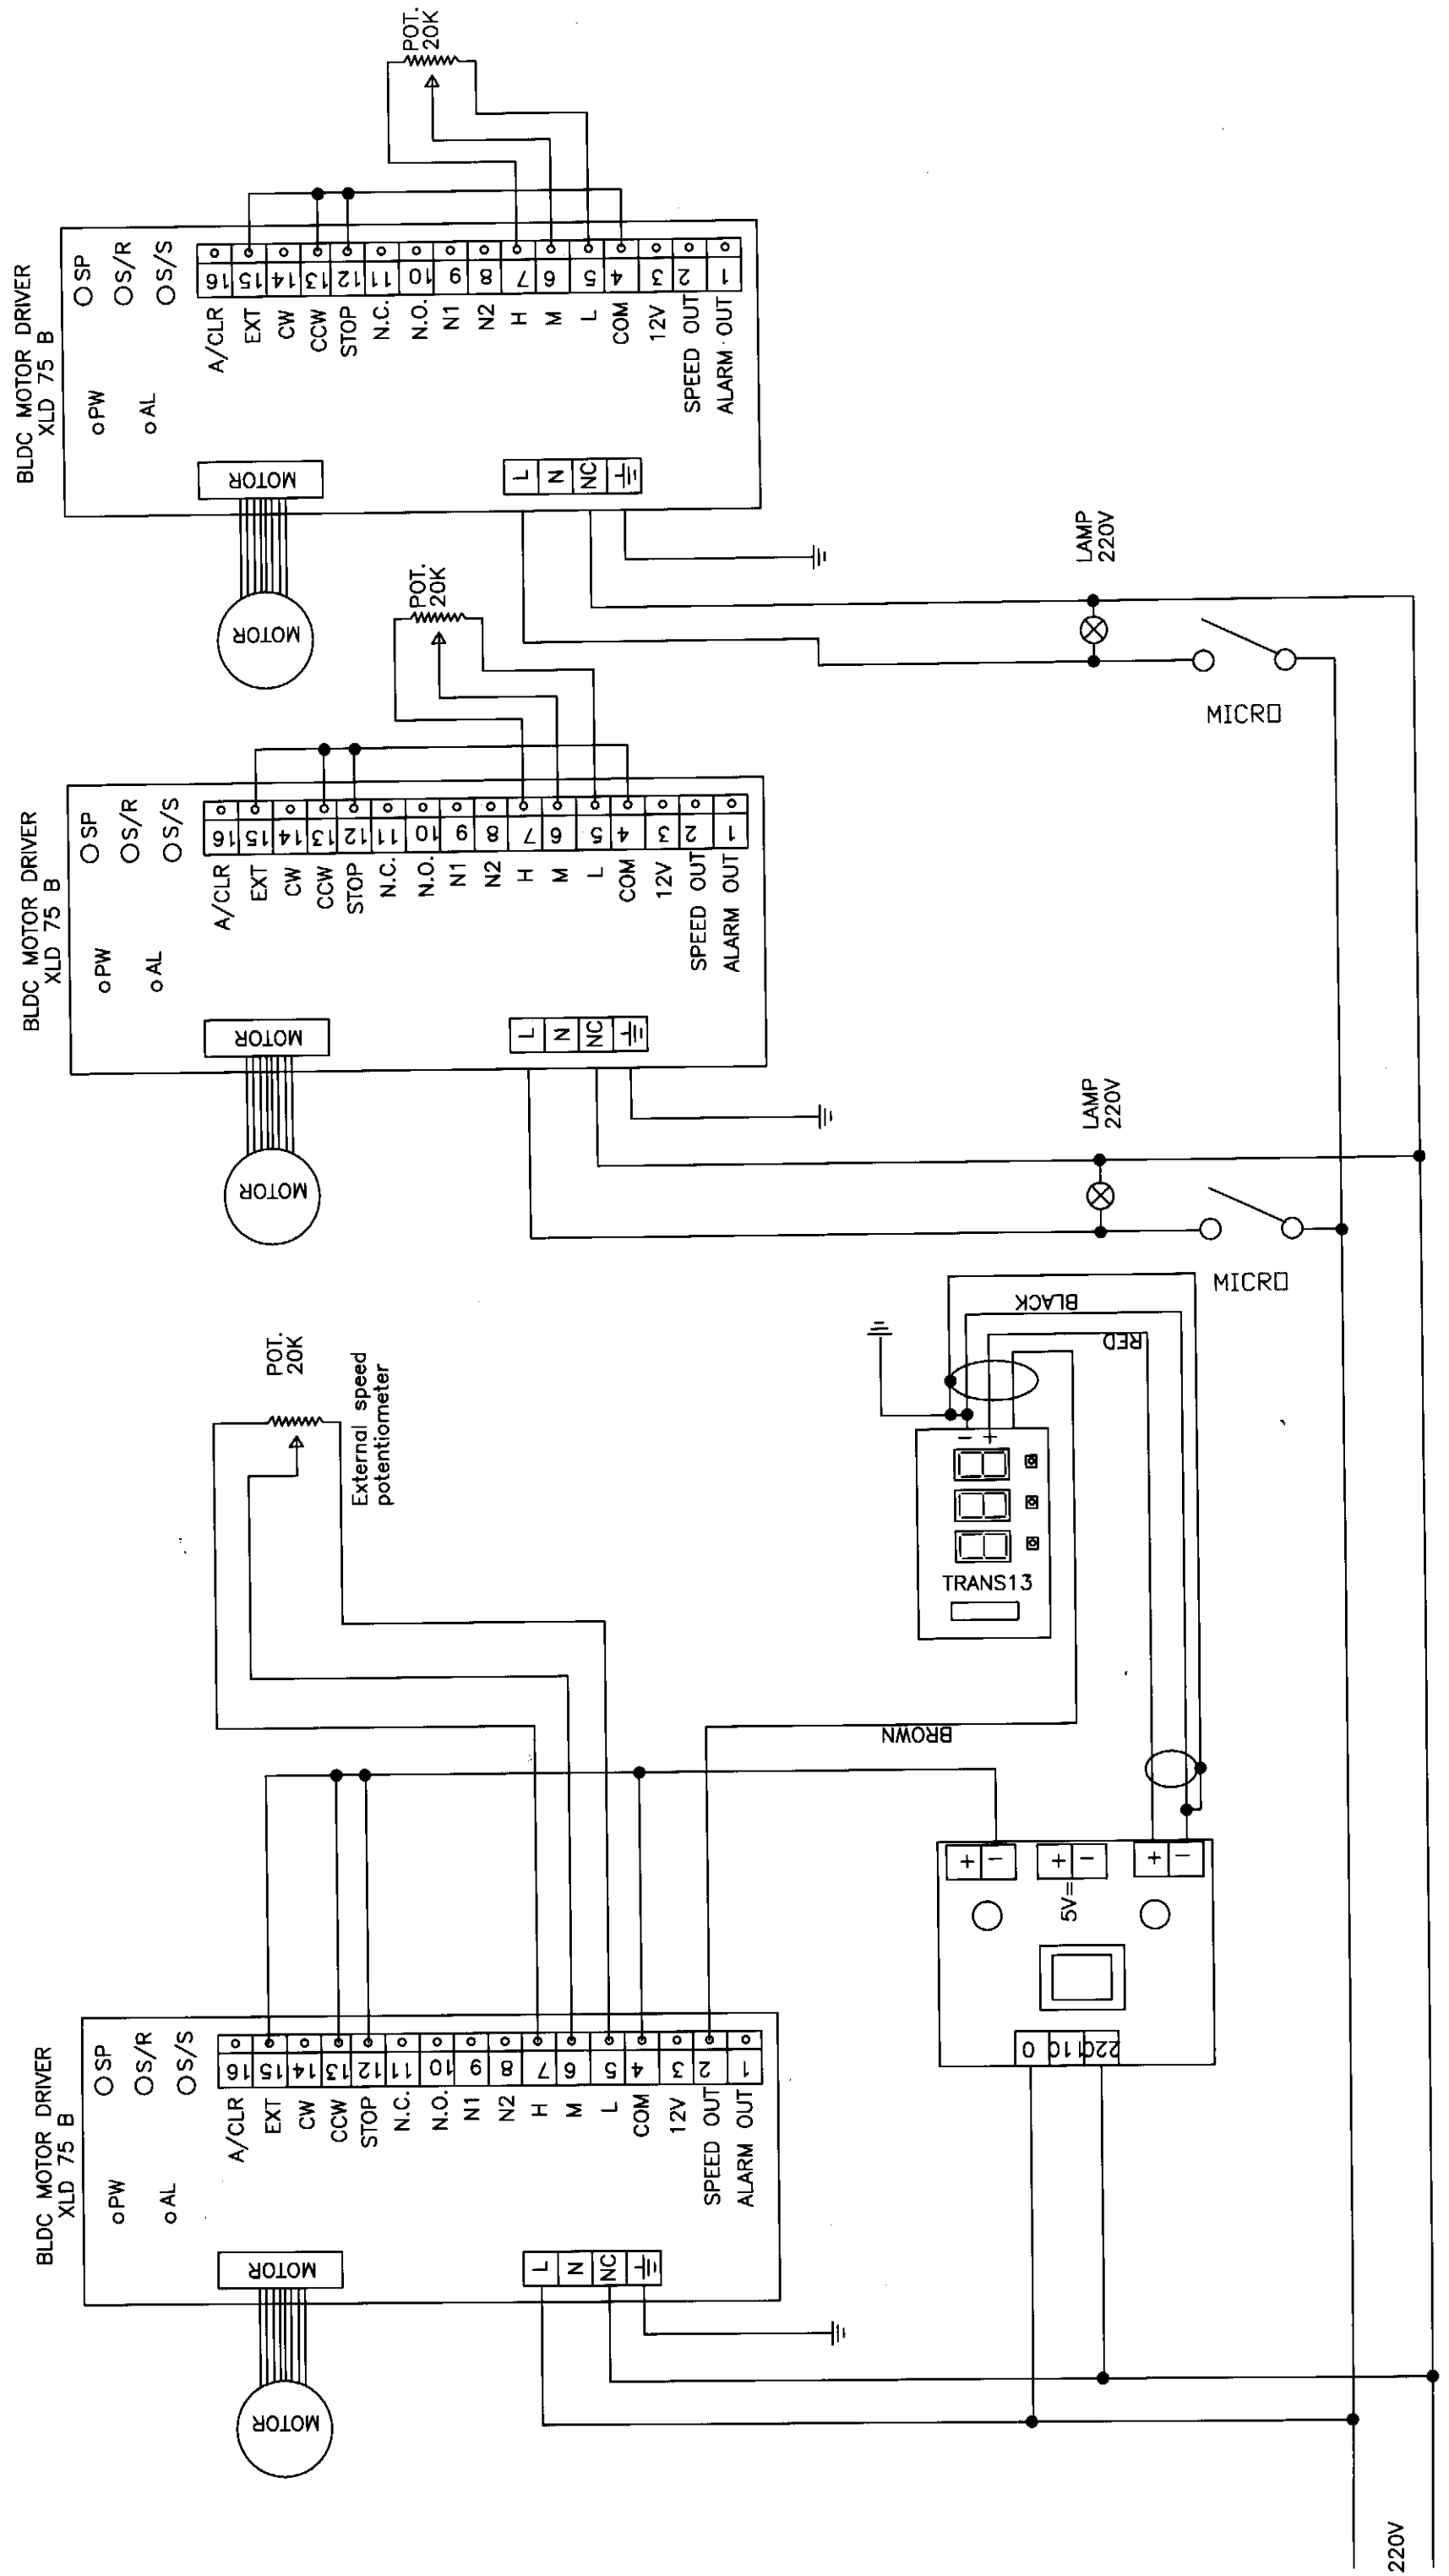 BLDC MOTOR DRIVER
XLD 75 B
PW
AL
SP
S/R
S/S
MOTOR
MOTOR
A/CLR 16
EXT 15
CW 14
CCW 13
STOP 12
N.C. 11
N.O. 10
N1 9
N2 8
H 7
M 6
L 5
COM 4
12V 3
SPEED OUT 2
ALARM OUT 1
L
N
NC
POT.
20K
External speed
potentiometer
BROWN
0
110
220
5V=
+
-
+
-
+
-
TRANS13
-
+
RED
BLACK
220V
BLDC MOTOR DRIVER
XLD 75 B
PW
AL
SP
S/R
S/S
MOTOR
MOTOR
A/CLR 16
EXT 15
CW 14
CCW 13
STOP 12
N.C. 11
N.O. 10
N1 9
N2 8
H 7
M 6
L 5
COM 4
12V 3
SPEED OUT 2
ALARM OUT 1
L
N
NC
POT.
20K
LAMP
220V
MICRO
BLDC MOTOR DRIVER
XLD 75 B
PW
AL
SP
S/R
S/S
MOTOR
MOTOR
A/CLR 16
EXT 15
CW 14
CCW 13
STOP 12
N.C. 11
N.O. 10
N1 9
N2 8
H 7
M 6
L 5
COM 4
12V 3
SPEED OUT 2
ALARM OUT 1
L
N
NC
POT.
20K
LAMP
220V
MICRO